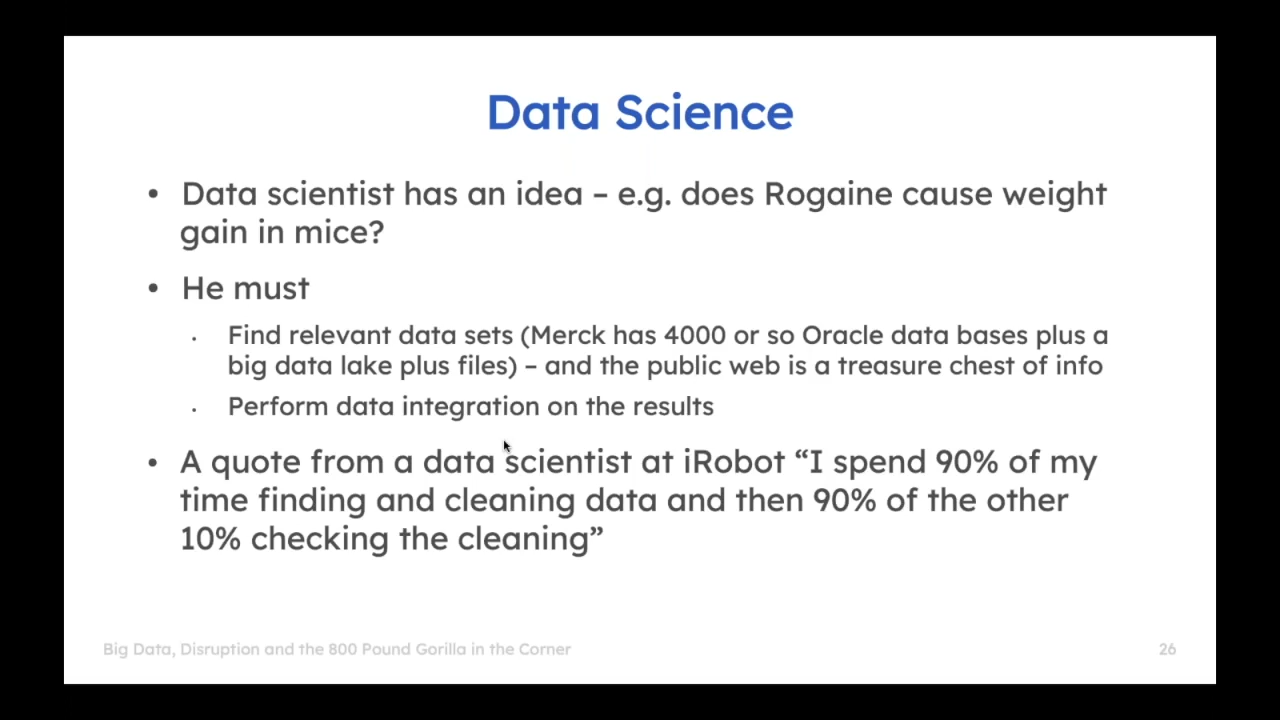 Data Science
• Data scientist has an idea – e.g. does Rogaine cause weight
gain in mice?
• He must
· Find relevant data sets (Merck has 4000 or so Oracle data bases plus a
big data lake plus files) – and the public web is a treasure chest of info
· Perform data integration on the results
• A quote from a data scientist at iRobot “I spend 90% of my
time finding and cleaning data and then 90% of the other
10% checking the cleaning”
Big Data, Disruption and the 800 Pound Gorilla in the Corner
26